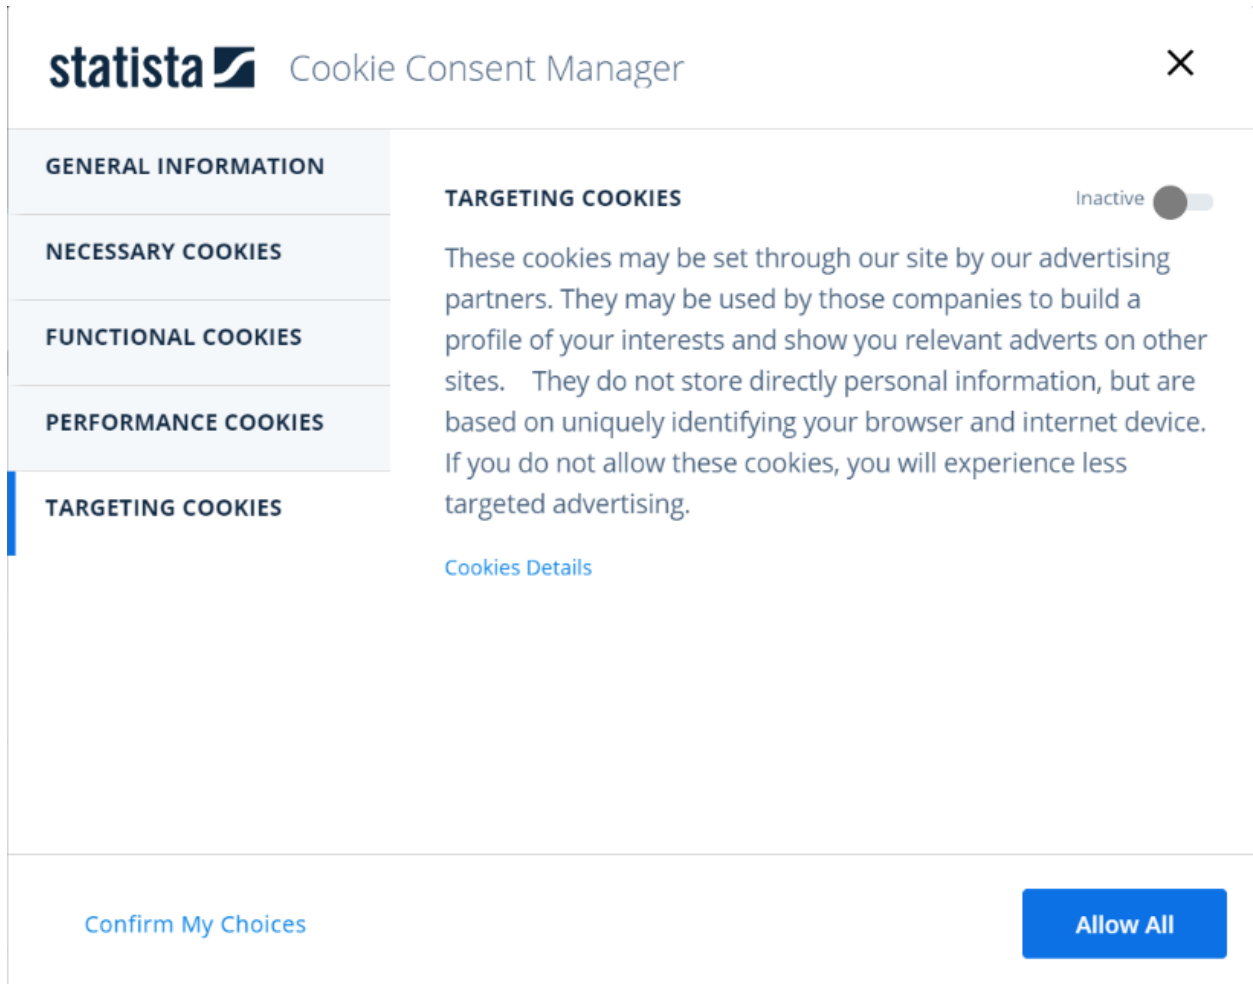 statista Cookie Consent Manager
GENERAL INFORMATION
NECESSARY COOKIES
FUNCTIONAL COOKIES
PERFORMANCE COOKIES
TARGETING COOKIES
TARGETING COOKIES
Inactive
These cookies may be set through our site by our advertising
partners. They may be used by those companies to build a
profile of your interests and show you relevant adverts on other
sites. They do not store directly personal information, but are
based on uniquely identifying your browser and internet device.
If you do not allow these cookies, you will experience less
targeted advertising.
Cookies Details
Confirm My Choices
Allow All